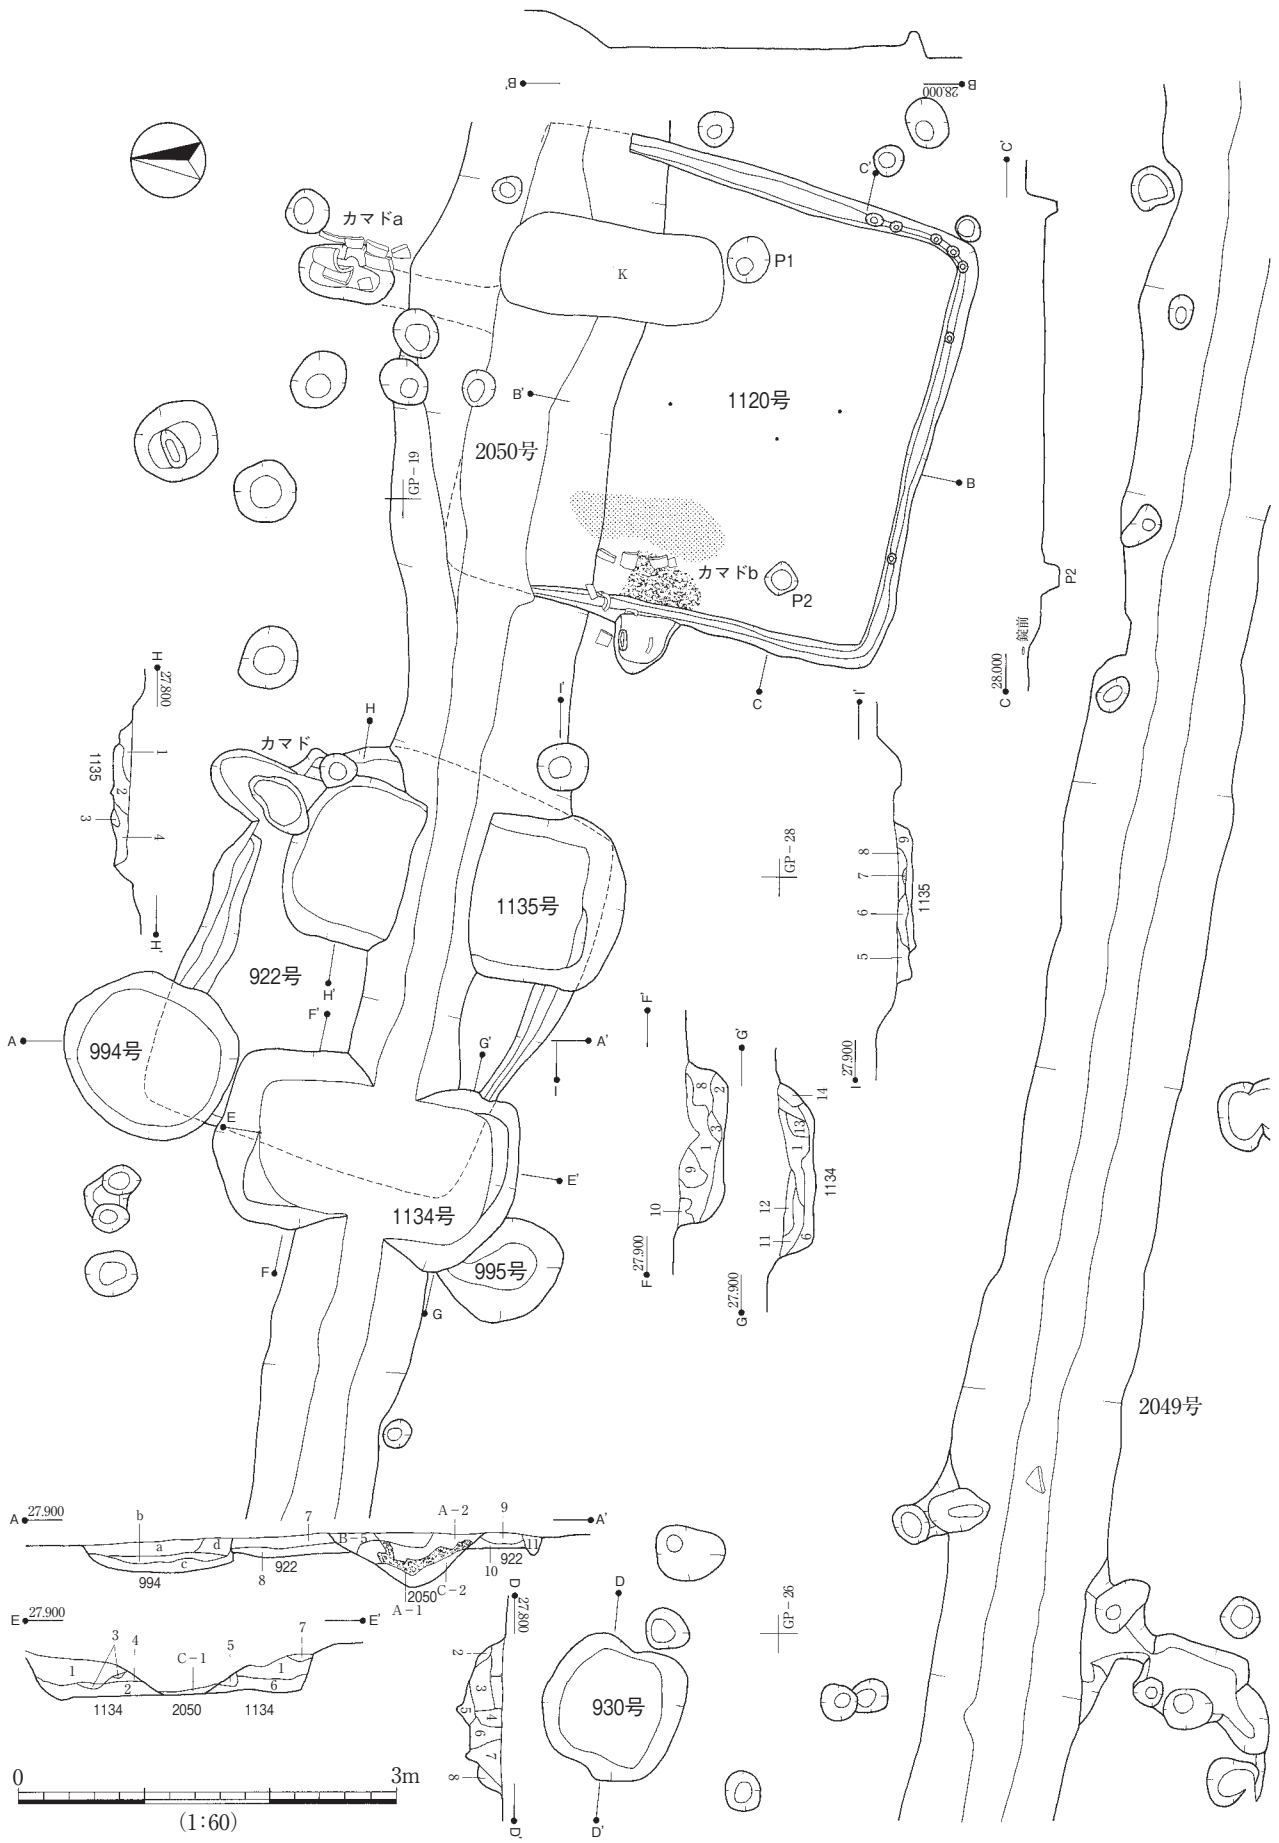 B'
B
28.000
C'
C'
カマドa
K
P1
B'
1120号
2050号
GP-19
B
カマドb
P2
P2
錠前
28.000
C
C
H
27.800
H
I'
I'
カマド
1
1135
2
3
4
H'
GP-28
9
8
7
1135
6
5
1135号
922号
H'
F'
F'
A
994号
G'
G'
A'
I
27.900
I
E
8
2
3
1
9
10
14
13
1
1134
12
11
6
E'
1134号
F
27.900
F
995号
G
27.900
G
2049号
A
27.900
b
7
A-2
9
A'
a
d
B-5
11
c
922
922
994
8
2050
C-2
10
A-1
D
27.800
D
GP-26
E
27.900
E'
3
4
C-1
5
7
1
2
1
6
1134
2050
1134
2
3
5
4
6
7
8
930号
0
3m
(1:60)
D'
D'